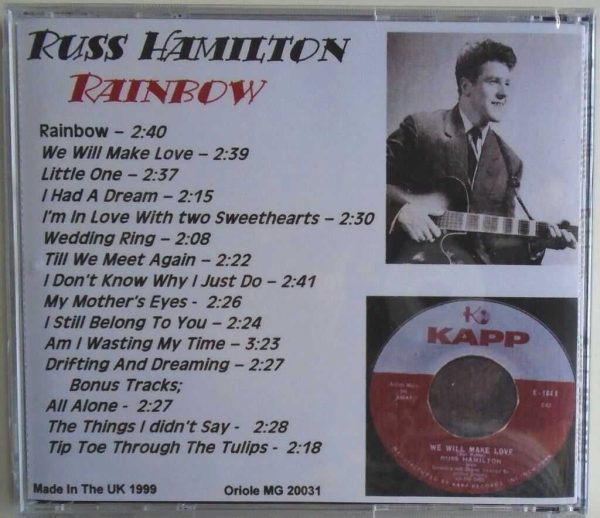 Russ Hamilton
Rainbow
Rainbow – 2:40
We Will Make Love – 2:39
Little One – 2:37
I Had A Dream – 2:15
I'm In Love With two Sweethearts – 2:30
Wedding Ring – 2:08
Till We Meet Again – 2:22
I Don't Know Why I Just Do – 2:41
My Mother's Eyes - 2:26
I Still Belong To You – 2:24
Am I Wasting My Time – 3:23
Drifting And Dreaming – 2:27
Bonus Tracks;
All Alone - 2:27
The Things I didn't Say - 2:28
Tip Toe Through The Tulips - 2:18
Made In The UK 1999
Oriole MG 20031
K
KAPP
WE WILL MAKE LOVE
RUSS HAMILTON